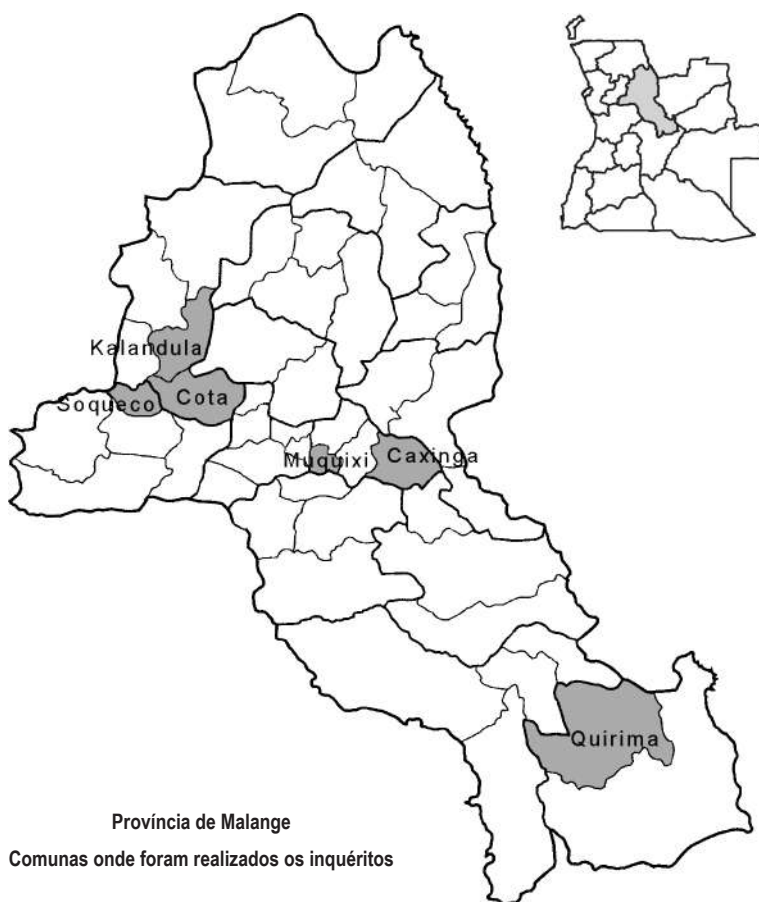 Kalandula
Soqueco
Cota
Muquixi
Caxinga
Quirima
Província de Malange
Comunas onde foram realizados os inquéritos